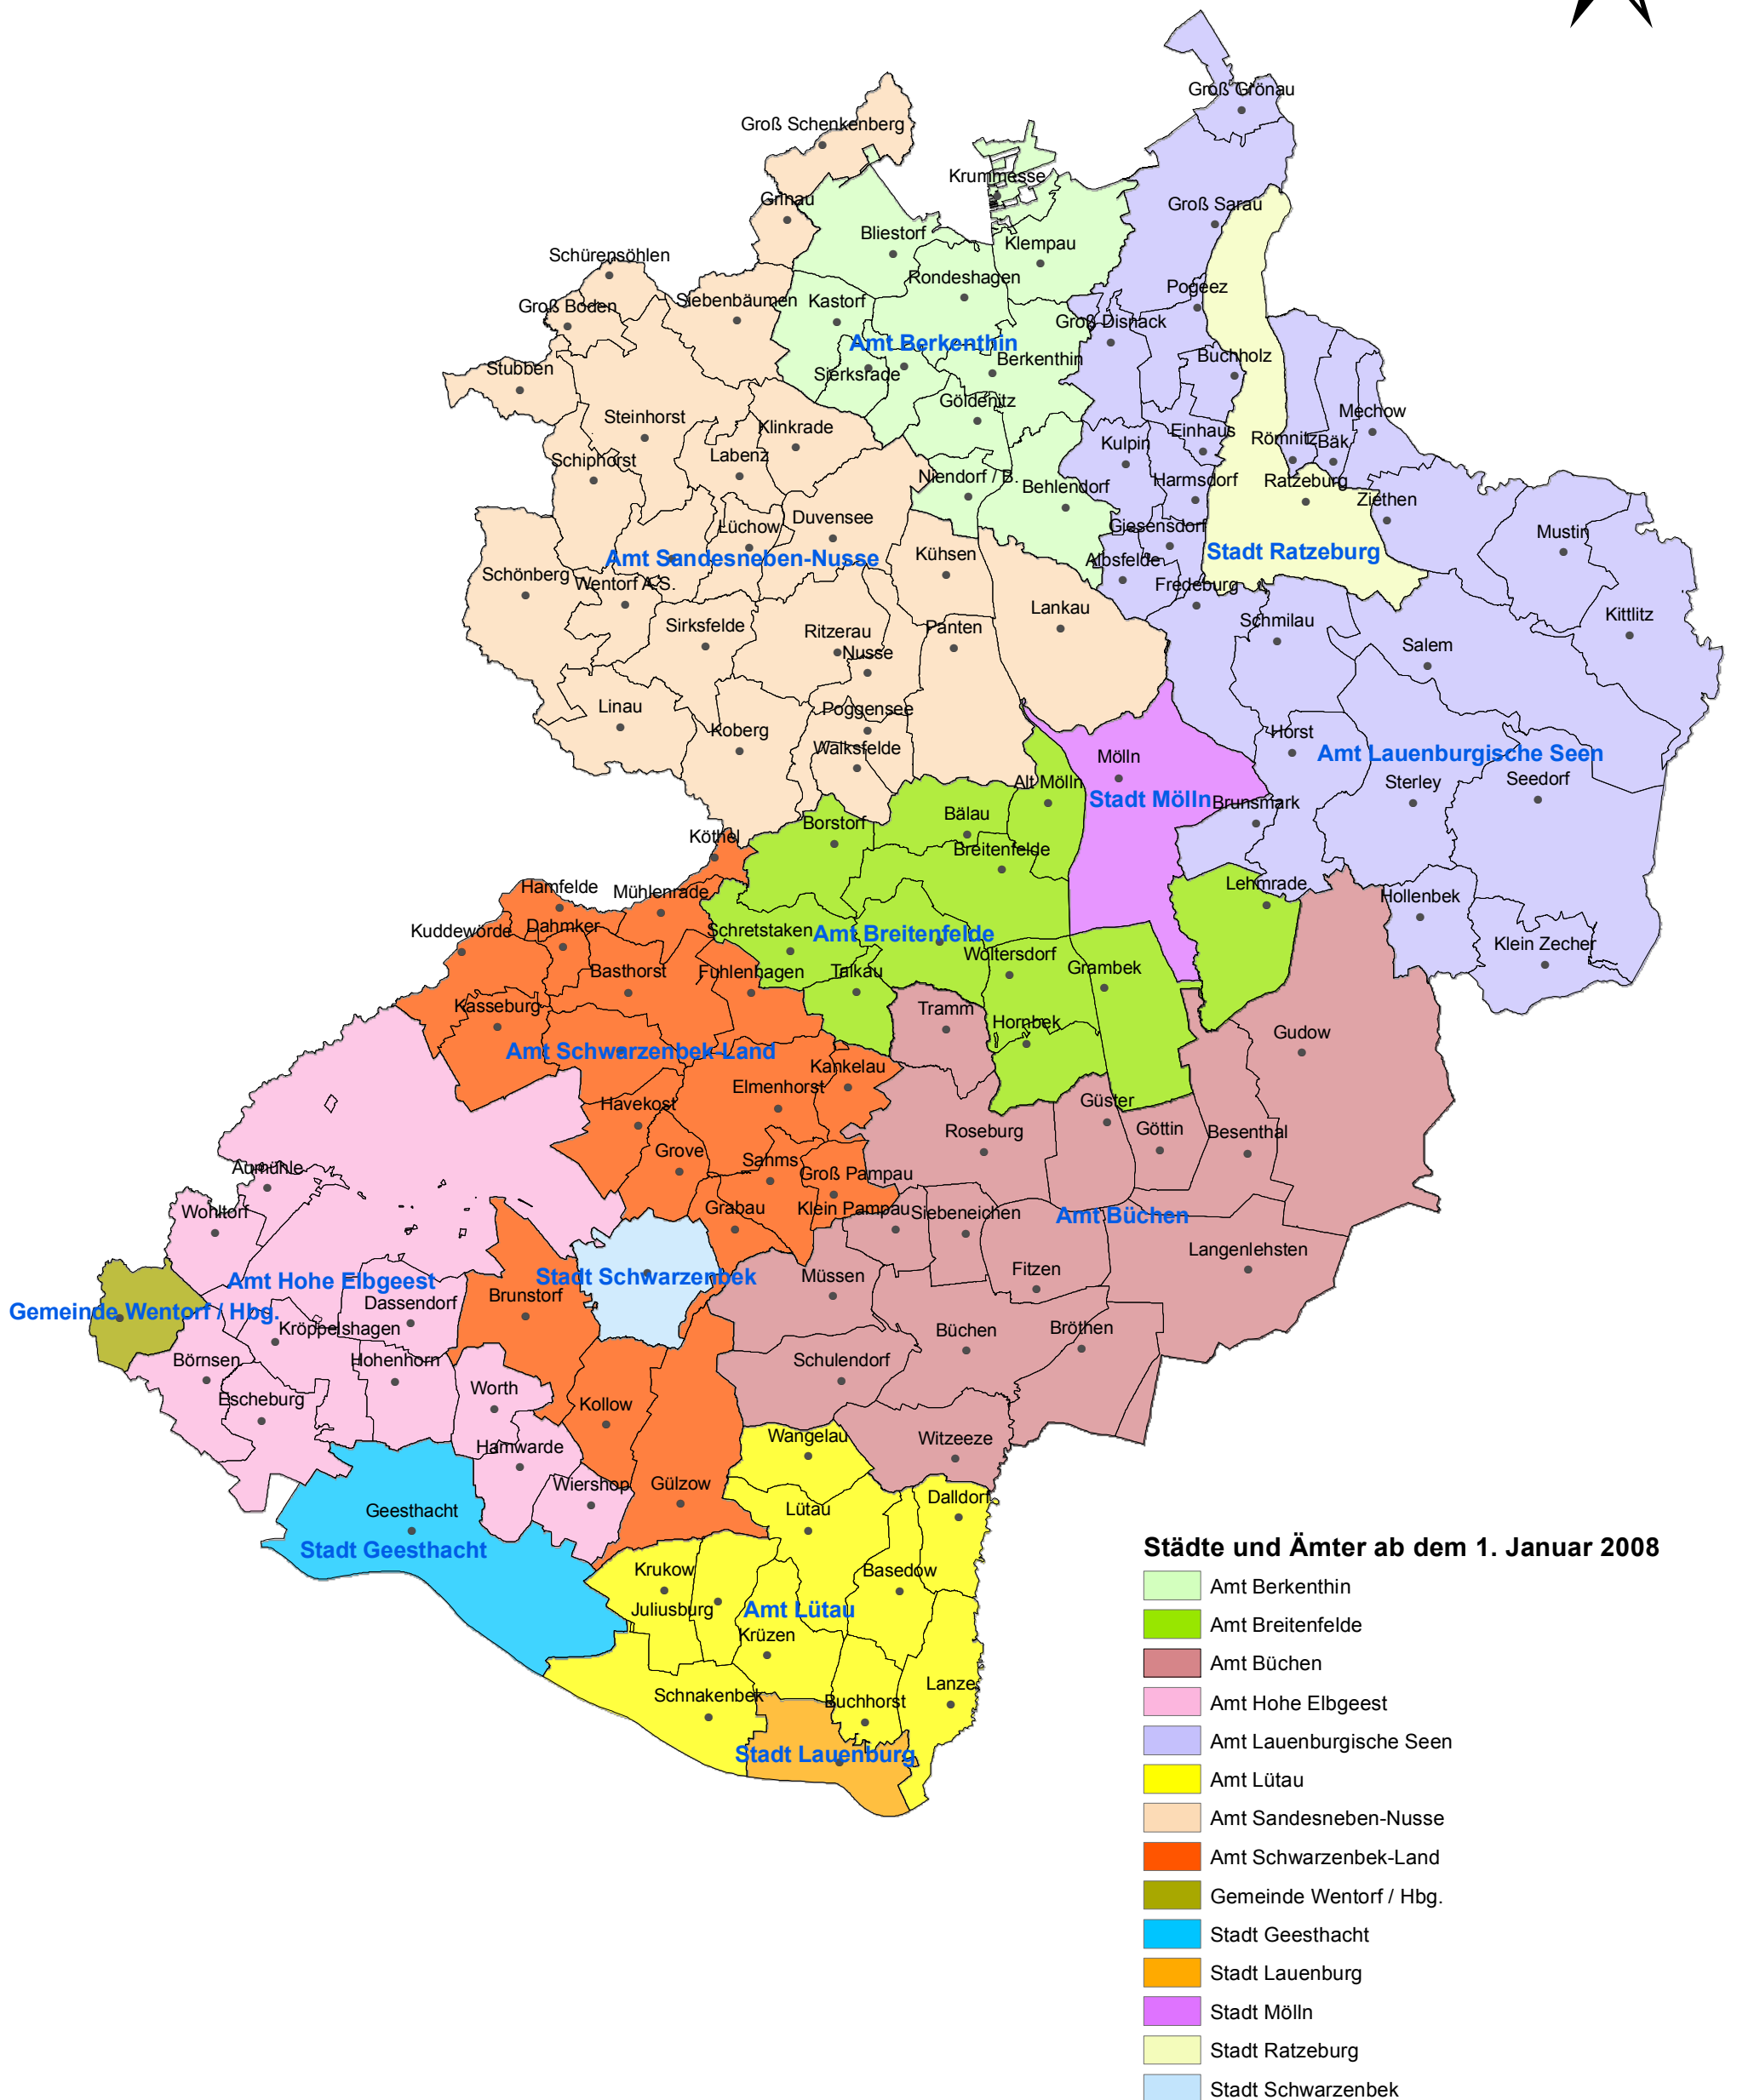 Groß Grönau
Groß Schenkenberg
Krummesse
Grinau
Groß Sarau
Bliestorf
Klempau
Schürensöhlen
Rondeshagen
Pogeez
Groß Boden
Siebenbäumen
Kastorf
Groß Disnack
Amt Berkenthin
Buchholz
Berkenthin
Stubben
Sierksrade
Göldenitz
Mechow
Steinhorst
Klinkrade
Einhaus
Römnitz
Bäk
Kulpin
Labenz
Schiphorst
Niendorf / B.
Behlendorf
Harmsdorf
Ratzeburg
Ziethen
Lüchow
Duvensee
Giesensdorf
Mustin
Stadt Ratzeburg
Amt Sandesneben-Nusse
Kühsen
Albsfelde
Schönberg
Wentorf A.S.
Fredeburg
Lankau
Schmilau
Kittlitz
Sirksfelde
Ritzerau
Panten
Salem
Nusse
Linau
Poggensee
Koberg
Horst
Walksfelde
Mölln
Amt Lauenburgische Seen
Alt Mölln
Sterley
Seedorf
Stadt Mölln
Brunsmark
Borstorf
Bälau
Köthel
Breitenfelde
Hamfelde
Mühlenrade
Lehmrade
Hollenbek
Kuddewörde
Dahmker
Schretstaken
Amt Breitenfelde
Klein Zecher
Basthorst
Fuhlenhagen
Talkau
Woltersdorf
Grambek
Kasseburg
Tramm
Hornbek
Gudow
Amt Schwarzenbek-Land
Kankelau
Elmenhorst
Havekost
Güster
Roseburg
Göttin
Besenthal
Grove
Sahms
Aumühle
Groß Pampau
Wohltorf
Grabau
Klein Pampau
Siebeneichen
Amt Büchen
Langenlehsten
Amt Hohe Elbgeest
Stadt Schwarzenbek
Müssen
Fitzen
Dassendorf
Brunstorf
Gemeinde Wentorf / Hbg.
Kröppelshagen
Büchen
Bröthen
Börnsen
Hohenhorn
Schulendorf
Escheburg
Worth
Kollow
Hamwarde
Wangelau
Witzeeze
Wiershop
Gülzow
Dalldorf
Geesthacht
Lütau
Stadt Geesthacht
Krukow
Basedow
Juliusburg
Amt Lütau
Krüzen
Schnakenbek
Buchhorst
Lanze
Stadt Lauenburg
Städte und Ämter ab dem 1. Januar 2008
Amt Berkenthin
Amt Breitenfelde
Amt Büchen
Amt Hohe Elbgeest
Amt Lauenburgische Seen
Amt Lütau
Amt Sandesneben-Nusse
Amt Schwarzenbek-Land
Gemeinde Wentorf / Hbg.
Stadt Geesthacht
Stadt Lauenburg
Stadt Mölln
Stadt Ratzeburg
Stadt Schwarzenbek